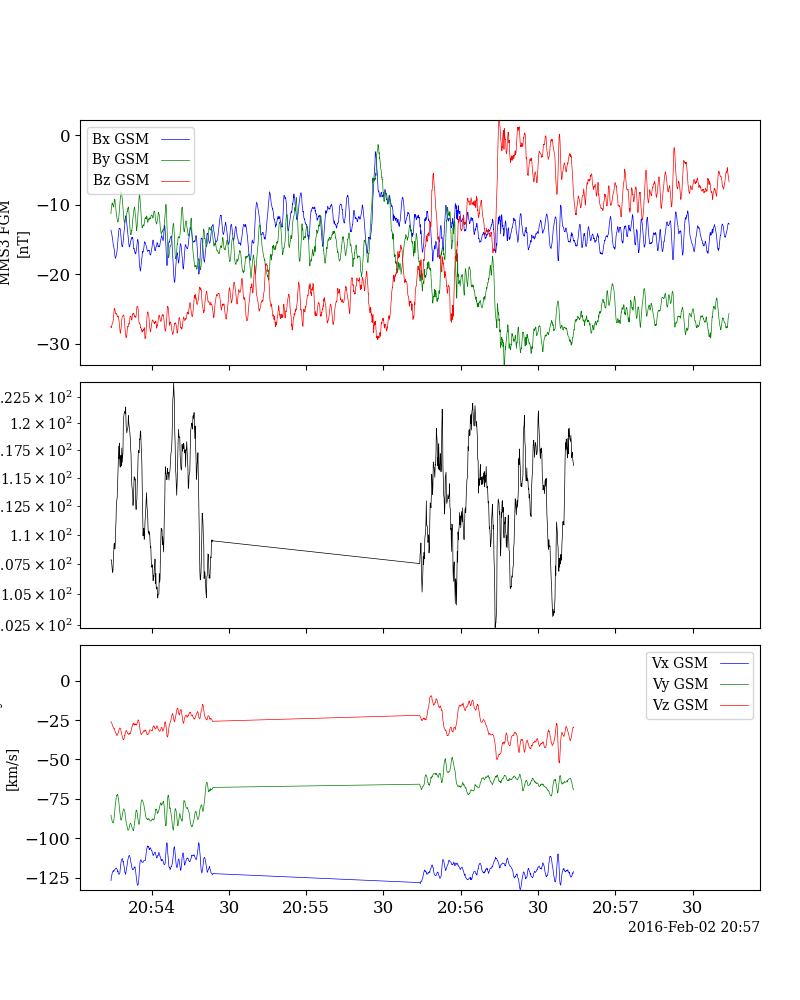 Bx GSM
By GSM
Bz GSM
MMS3 FGM
[nT]
0
−10
−20
−30
.225 × 10²
1.2 × 10²
.175 × 10²
1.15 × 10²
.125 × 10²
1.1 × 10²
.075 × 10²
1.05 × 10²
.025 × 10²
Vx GSM
Vy GSM
Vz GSM
[km/s]
0
−25
−50
−75
−100
−125
20:54
30
20:55
30
20:56
30
20:57
30
2016-Feb-02 20:57